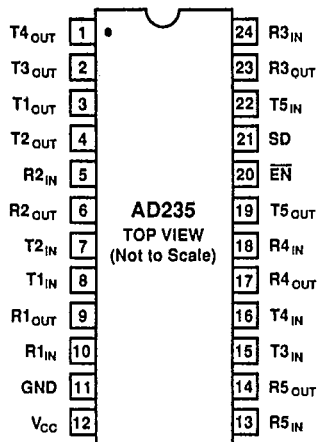 T4OUT 1 24 R3IN
T3OUT 2 23 R3OUT
T1OUT 3 22 T5IN
T2OUT 4 21 SD
R2IN 5 20 EN
R2OUT 6 AD235 19 T5OUT
TOP VIEW
T2IN 7 (Not to Scale) 18 R4IN
T1IN 8 17 R4OUT
R1OUT 9 16 T4IN
R1IN 10 15 T3IN
GND 11 14 R5OUT
VCC 12 13 R5IN